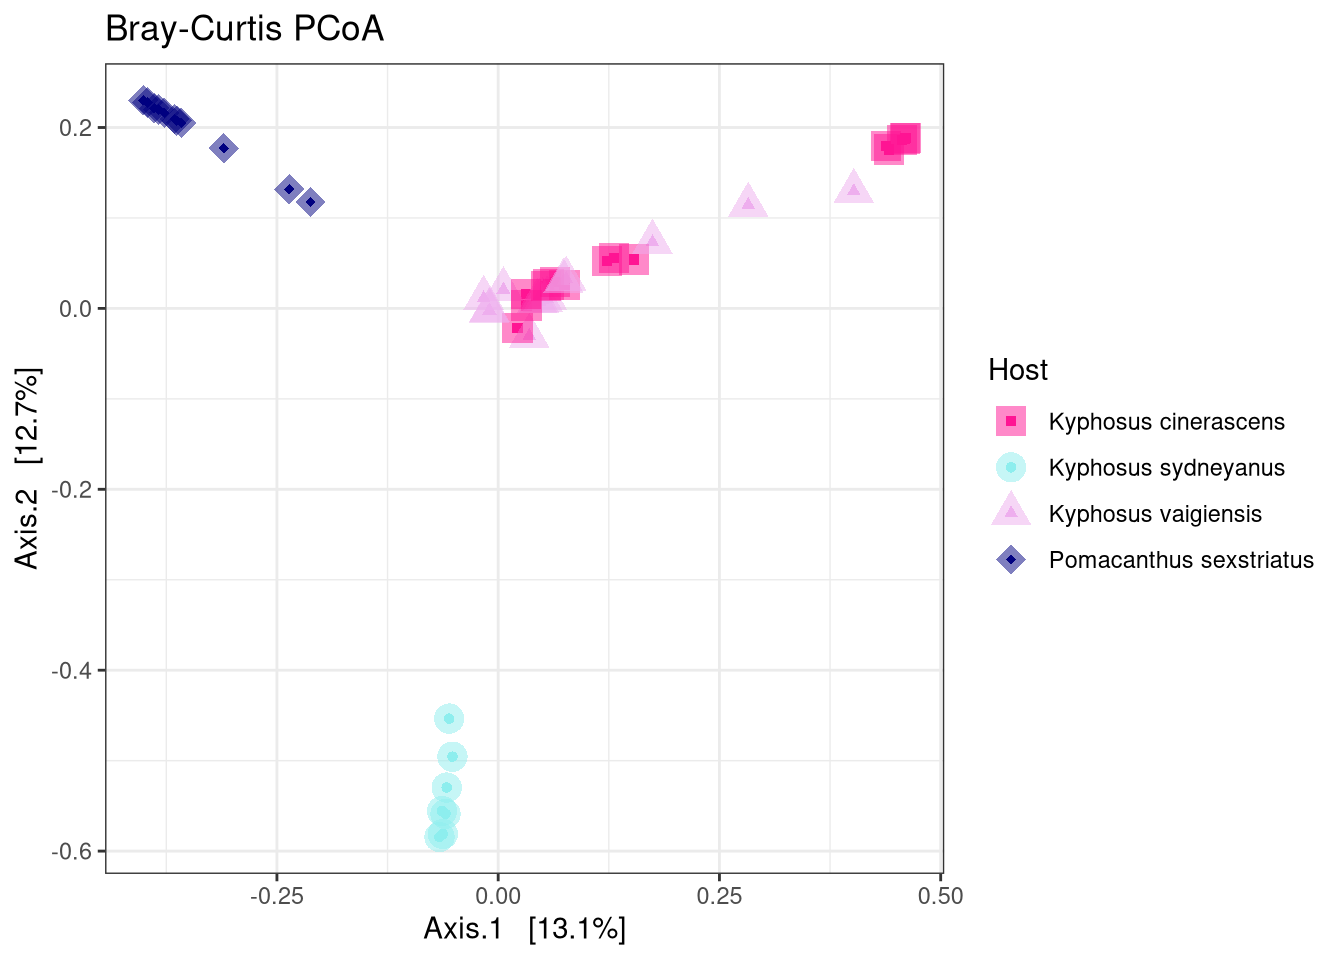 Bray-Curtis PCoA
0.2
0.0
-0.2
-0.4
-0.6
Axis.2 [12.7%]
-0.25
0.00
0.25
0.50
Axis.1 [13.1%]
Host
Kyphosus cinerascens
Kyphosus sydneyanus
Kyphosus vaigiensis
Pomacanthus sexstriatus